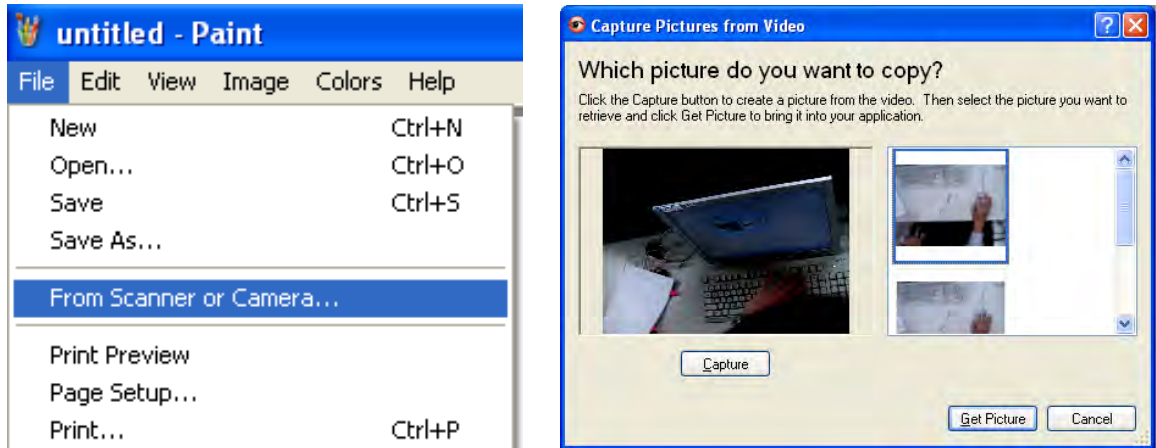 untitled - Paint
File Edit View Image Colors Help
New Ctrl+N
Open... Ctrl+O
Save Ctrl+S
Save As...
From Scanner or Camera...
Print Preview
Page Setup...
Print... Ctrl+P
Capture Pictures from Video
Which picture do you want to copy?
Click the Capture button to create a picture from the video. Then select the picture you want to
retrieve and click Get Picture to bring it into your application.
Capture
Get Picture Cancel